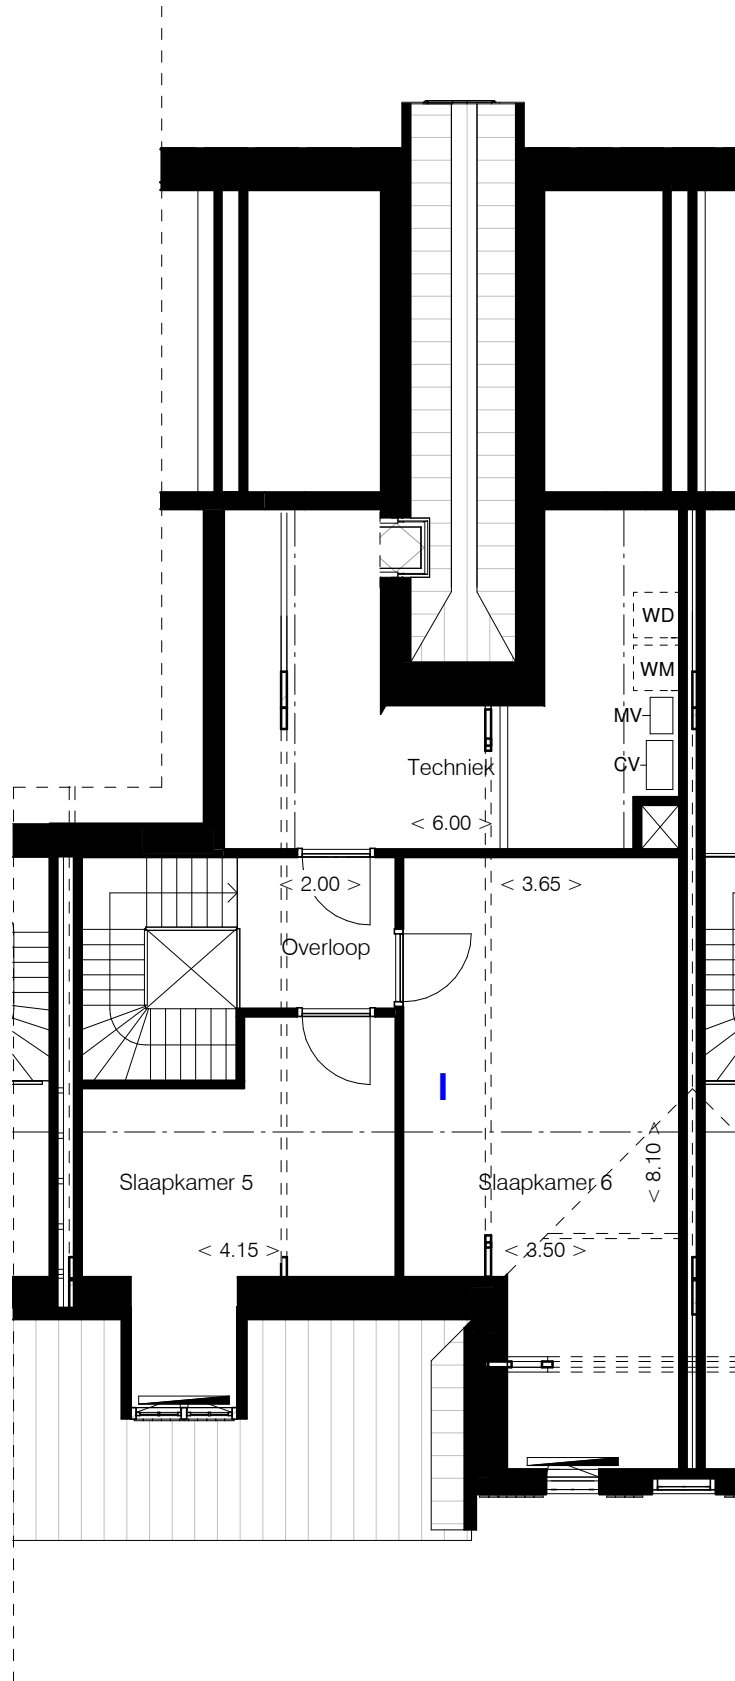 WD
WM
MV
CV
Techniek
< 6.00 >
< 2.00 >
< 3.65 >
Overloop
I
< 8.10 >
Slaapkamer 5
Slaapkamer 6
< 4.15 >
< 3.50 >